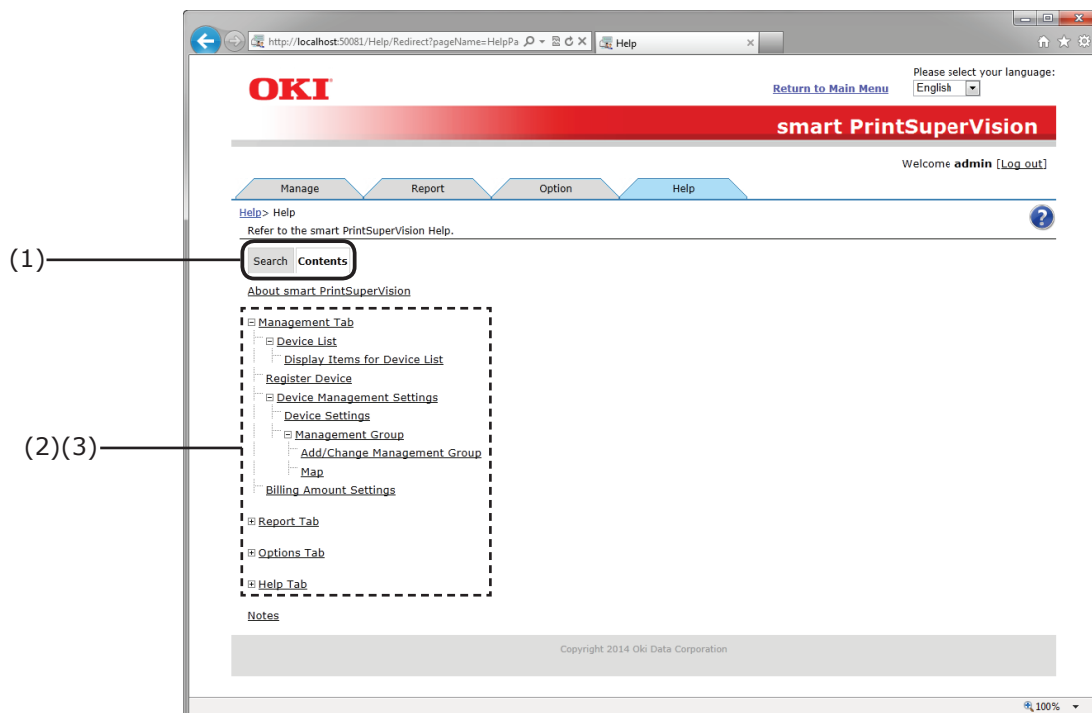 http://localhost:50081/Help/Redirect?pageName=HelpPa
Help
OKI
Return to Main Menu
Please select your language:
English
smart PrintSuperVision
Welcome admin [Log out]
Manage Report Option Help
Help> Help
?
Refer to the smart PrintSuperVision Help.
(1)
Search Contents
About smart PrintSuperVision
Management Tab
Device List
Display Items for Device List
Register Device
Device Management Settings
Device Settings
Management Group
(2)(3)
Add/Change Management Group
Map
Billing Amount Settings
Report Tab
Options Tab
Help Tab
Notes
Copyright 2014 Oki Data Corporation
100%